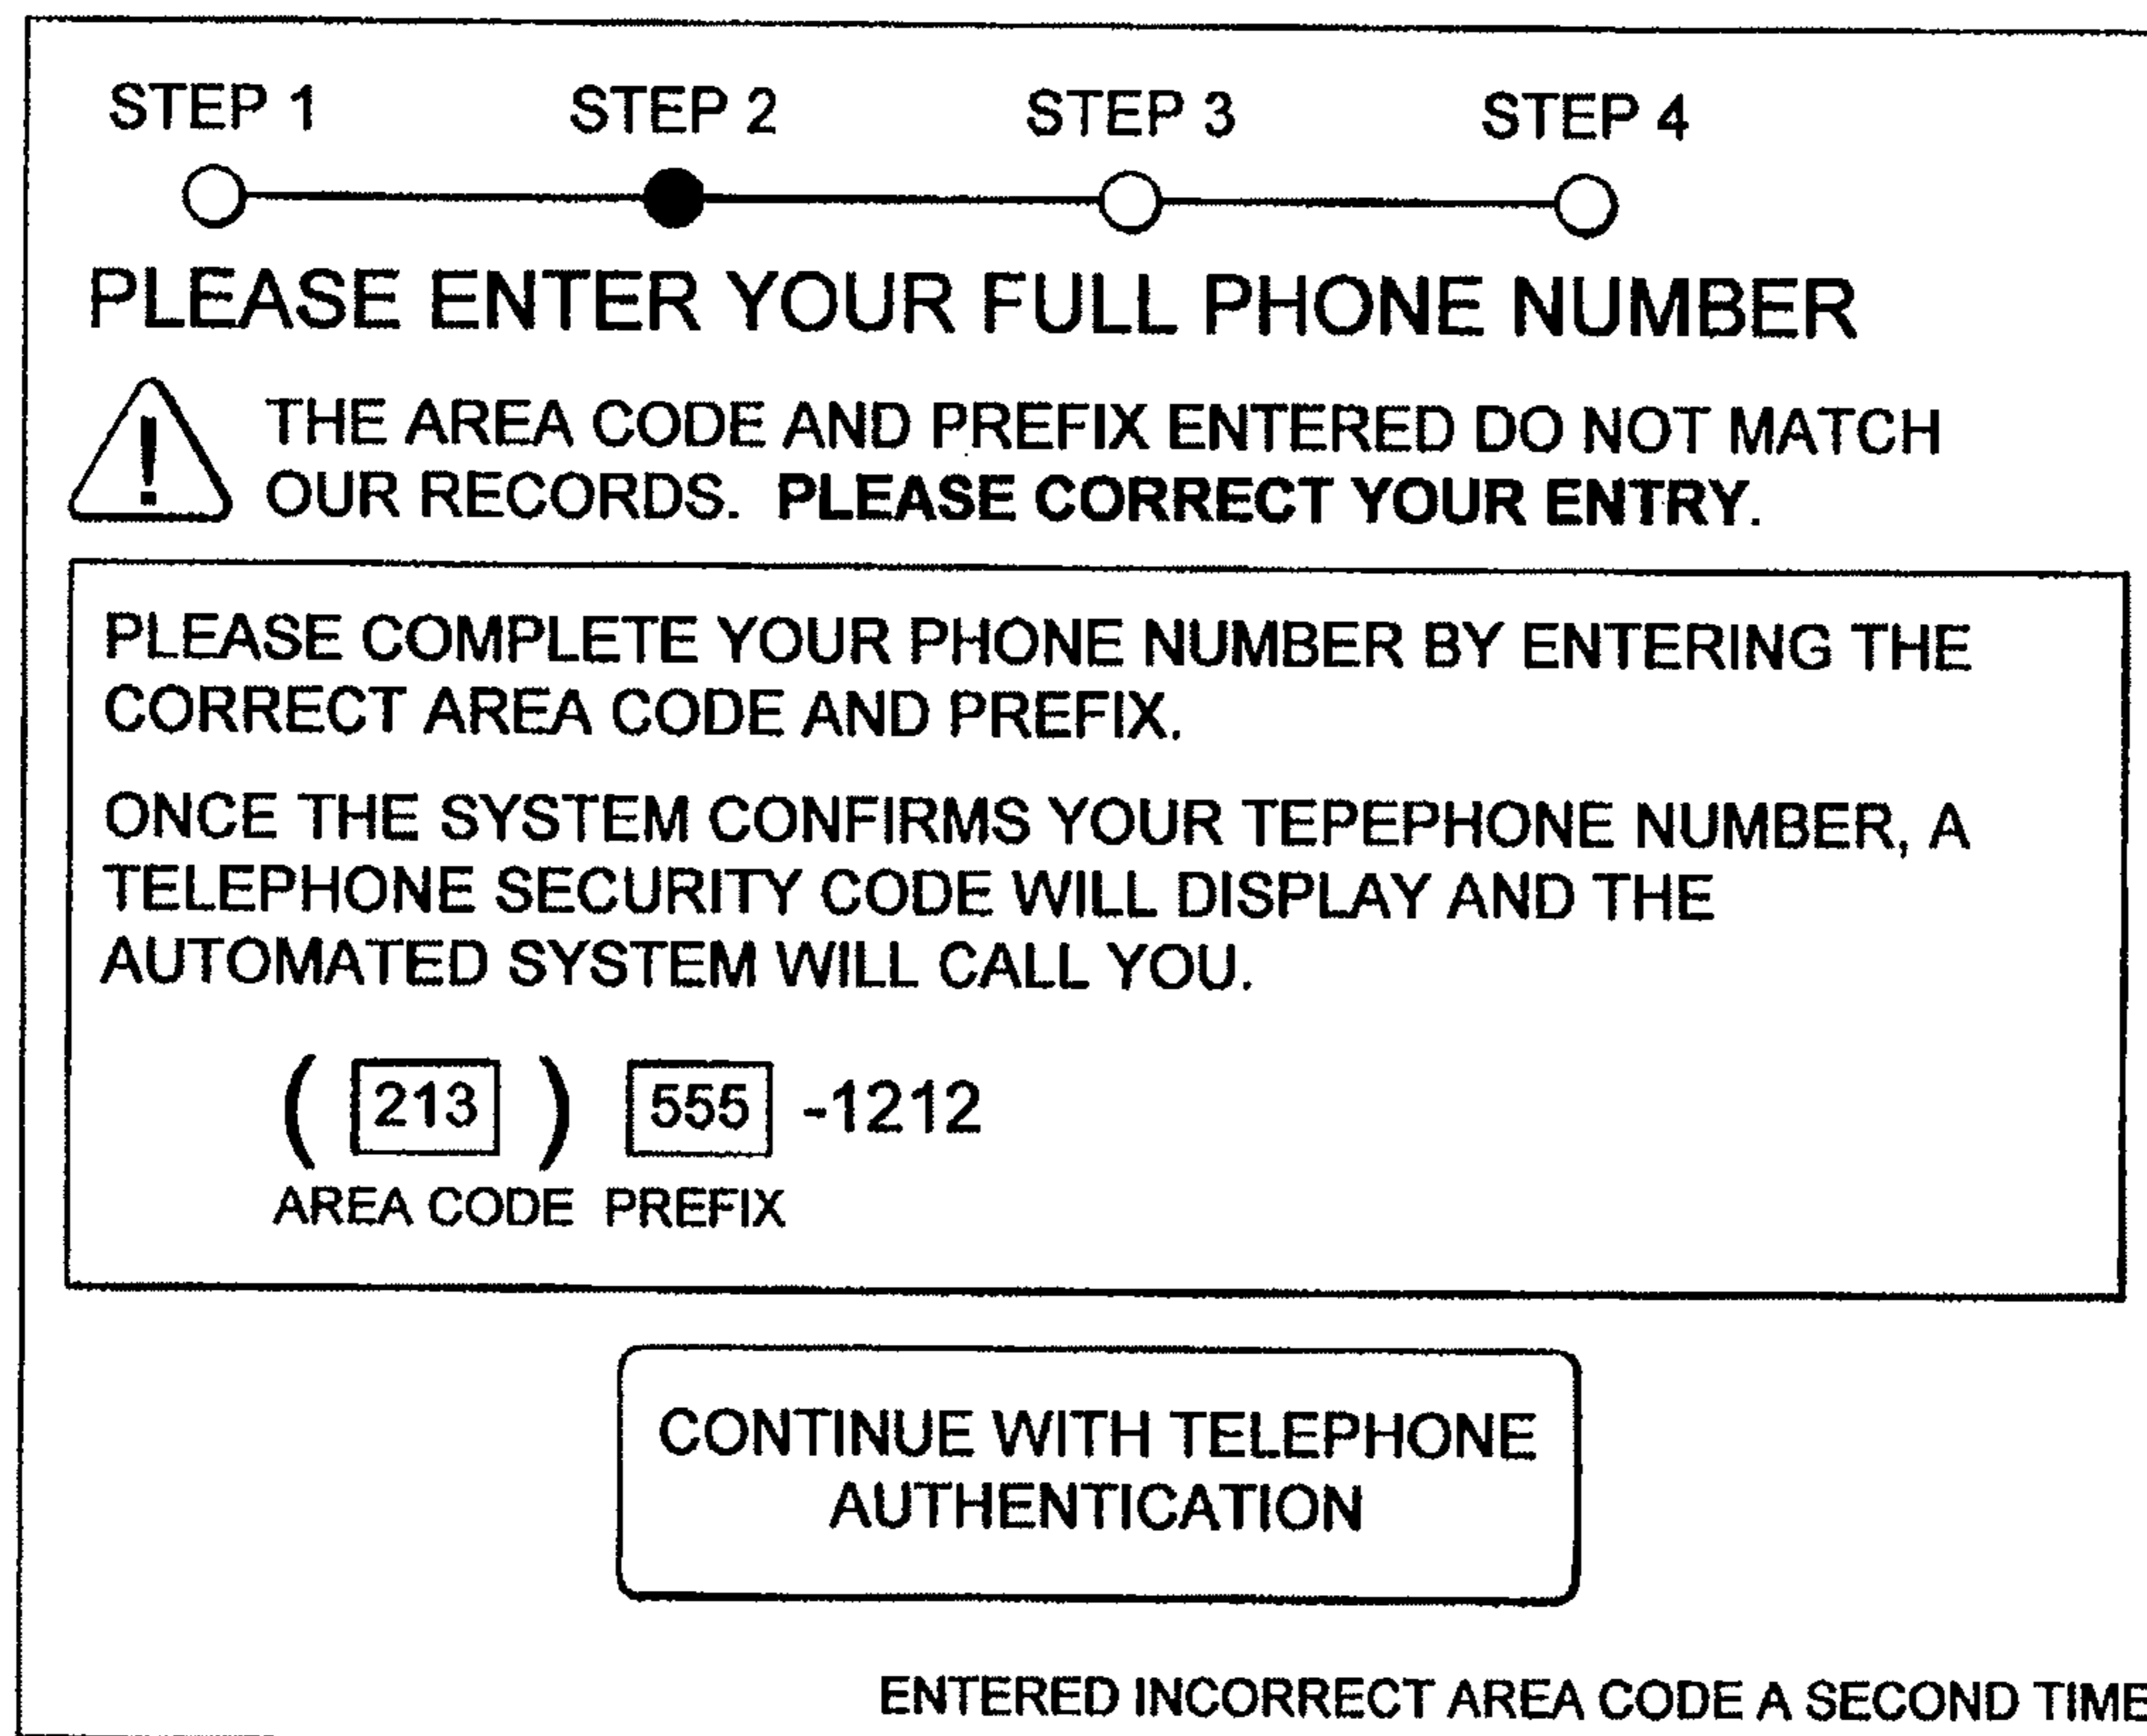 STEP 1 STEP 2 STEP 3 STEP 4
PLEASE ENTER YOUR FULL PHONE NUMBER
! THE AREA CODE AND PREFIX ENTERED DO NOT MATCH
OUR RECORDS. PLEASE CORRECT YOUR ENTRY.
PLEASE COMPLETE YOUR PHONE NUMBER BY ENTERING THE
CORRECT AREA CODE AND PREFIX.
ONCE THE SYSTEM CONFIRMS YOUR TEPEPHONE NUMBER, A
TELEPHONE SECURITY CODE WILL DISPLAY AND THE
AUTOMATED SYSTEM WILL CALL YOU.
( 213 ) 555 -1212
AREA CODE PREFIX
CONTINUE WITH TELEPHONE
AUTHENTICATION
ENTERED INCORRECT AREA CODE A SECOND TIME